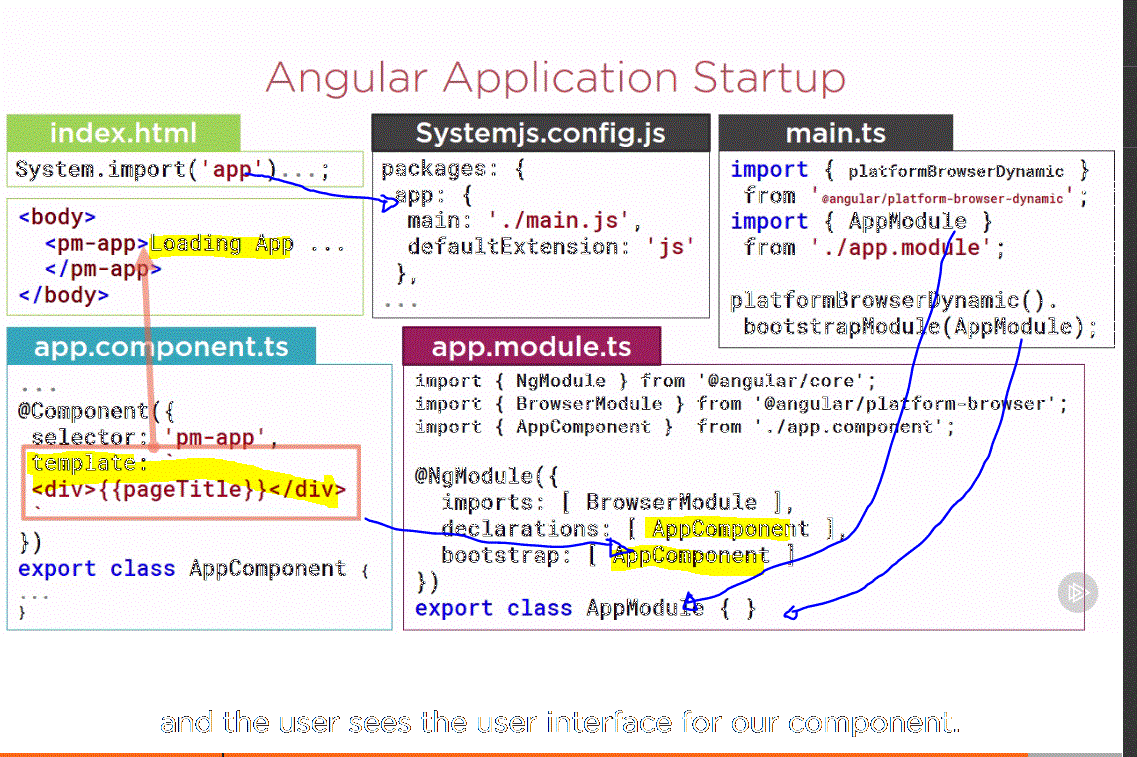 Angular Application Startup
index.html
System.import('app')...;
<body>
<pm-app>Loading App ...
</pm-app>
</body>
Systemjs.config.js
packages: {
app: {
main: './main.js',
defaultExtension: 'js'
},
...
main.ts
import { platformBrowserDynamic }
from '@angular/platform-browser-dynamic';
import { AppModule }
from './app.module';
platformBrowserDynamic().
bootstrapModule(AppModule);
app.component.ts
...
@Component({
selector: 'pm-app',
template: `
<div>{{pageTitle}}</div>
`
})
export class AppComponent {
...
}
app.module.ts
import { NgModule } from '@angular/core';
import { BrowserModule } from '@angular/platform-browser';
import { AppComponent } from './app.component';
@NgModule({
imports: [ BrowserModule ],
declarations: [ AppComponent ],
bootstrap: [ AppComponent ]
})
export class AppModule { }
and the user sees the user interface for our component.